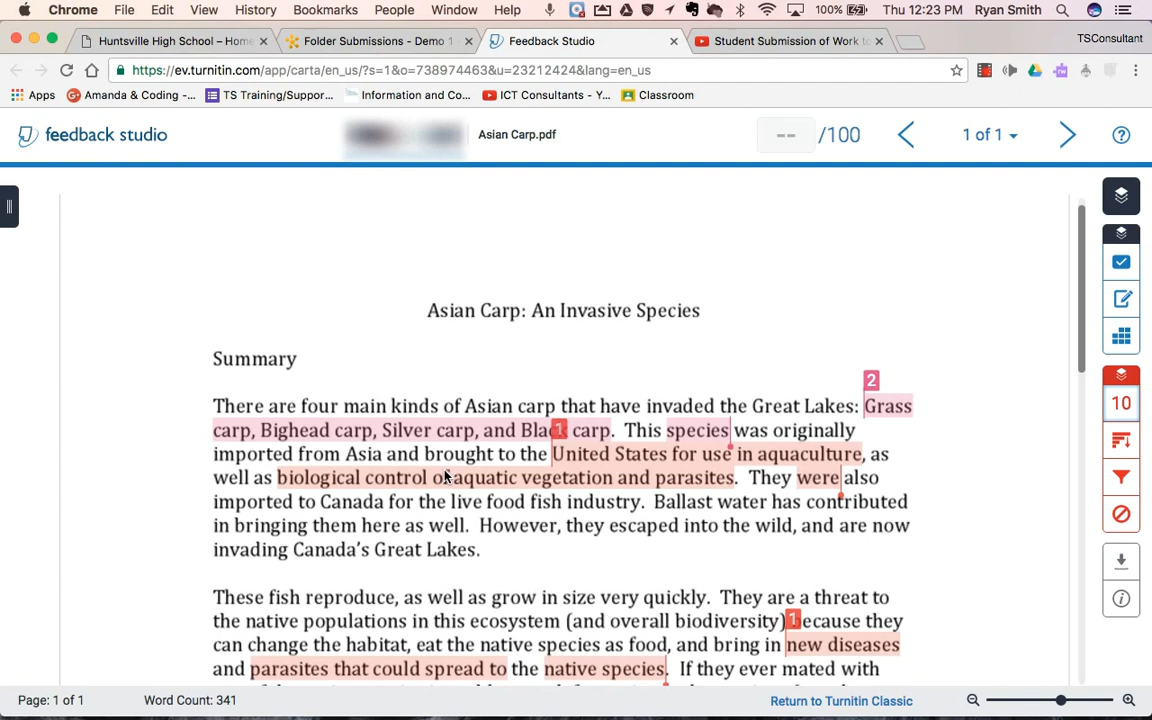 Chrome File Edit View History Bookmarks People Window Help 100% Thu 12:23 PM Ryan Smith
Huntsville High School – Home
Folder Submissions - Demo 1
Feedback Studio
Student Submission of Work to
TSConsultant
https://ev.turnitin.com/app/carta/en_us/?s=1&o=738974463&u=23212424&lang=en_us
Apps Amanda & Coding -... TS Training/Suppor... Information and Co... ICT Consultants - Y... Classroom
feedback studio Asian Carp.pdf -- /100 1 of 1
Asian Carp: An Invasive Species
Summary
2
There are four main kinds of Asian carp that have invaded the Great Lakes: Grass
carp, Bighead carp, Silver carp, and Black carp. This species was originally
1
imported from Asia and brought to the United States for use in aquaculture, as
well as biological control of aquatic vegetation and parasites. They were also
imported to Canada for the live food fish industry. Ballast water has contributed
in bringing them here as well. However, they escaped into the wild, and are now
invading Canada's Great Lakes.
These fish reproduce, as well as grow in size very quickly. They are a threat to
the native populations in this ecosystem (and overall biodiversity) because they
1
can change the habitat, eat the native species as food, and bring in new diseases
and parasites that could spread to the native species. If they ever mated with
10
Page: 1 of 1 Word Count: 341 Return to Turnitin Classic